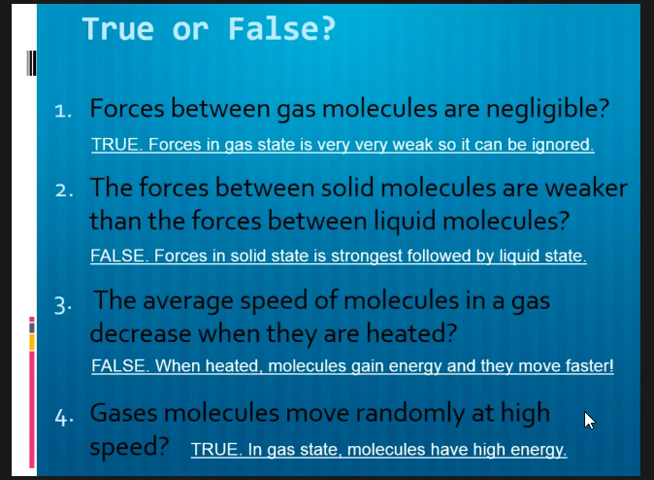 True or False?
1. Forces between gas molecules are negligible?
TRUE. Forces in gas state is very very weak so it can be ignored.
2. The forces between solid molecules are weaker
than the forces between liquid molecules?
FALSE. Forces in solid state is strongest followed by liquid state.
3. The average speed of molecules in a gas
decrease when they are heated?
FALSE. When heated, molecules gain energy and they move faster!
4. Gases molecules move randomly at high
speed? TRUE. In gas state, molecules have high energy.